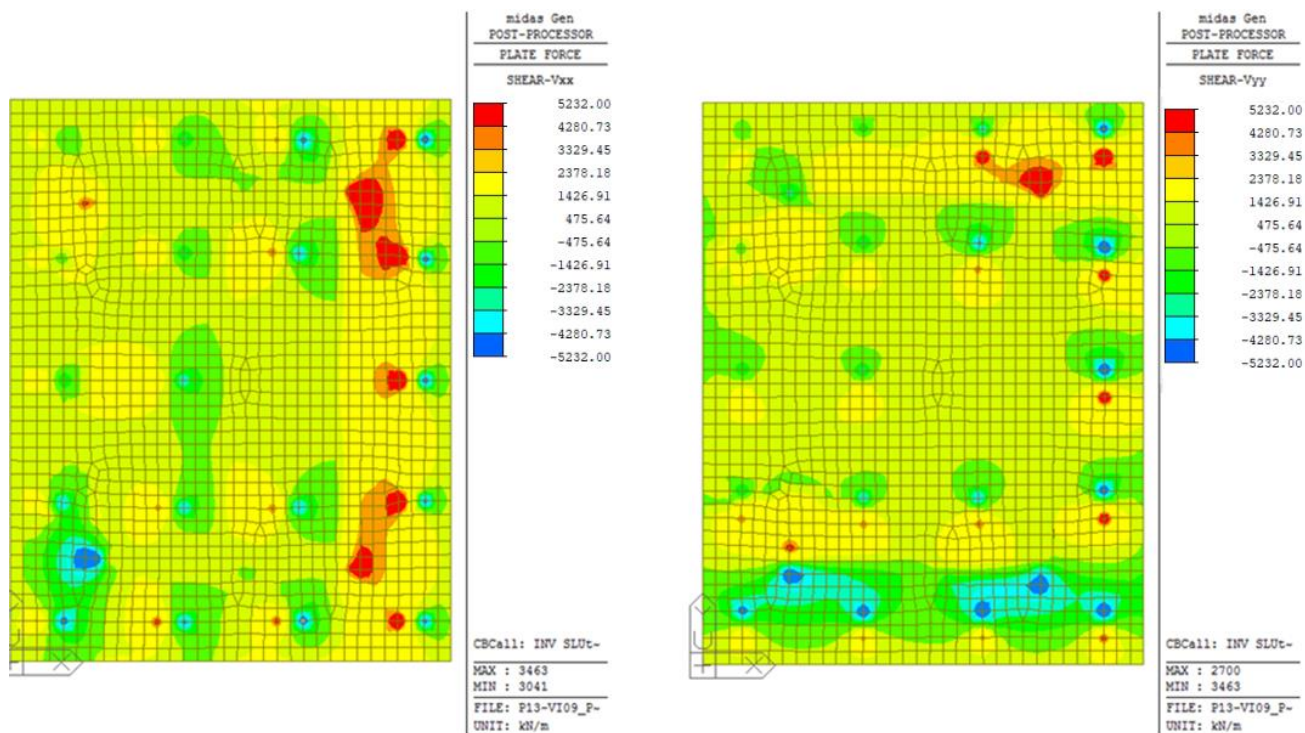 midas Gen
POST-PROCESSOR
PLATE FORCE
SHEAR-Vxx
5232.00
4280.73
3329.45
2378.18
1426.91
475.64
-475.64
-1426.91
-2378.18
-3329.45
-4280.73
-5232.00
CBCall: INV SLUt~
MAX : 3463
MIN : 3041
FILE: P13-VI09_P~
UNIT: kN/m
X
midas Gen
POST-PROCESSOR
PLATE FORCE
SHEAR-Vyy
5232.00
4280.73
3329.45
2378.18
1426.91
475.64
-475.64
-1426.91
-2378.18
-3329.45
-4280.73
-5232.00
CBCall: INV SLUt~
MAX : 2700
MIN : 3463
FILE: P13-VI09_P~
UNIT: kN/m
Y
X